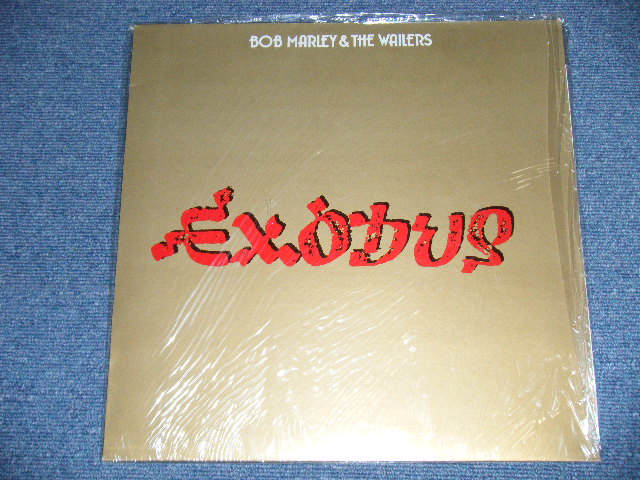 BOB MARLEY & THE WAILERS
EXODUS